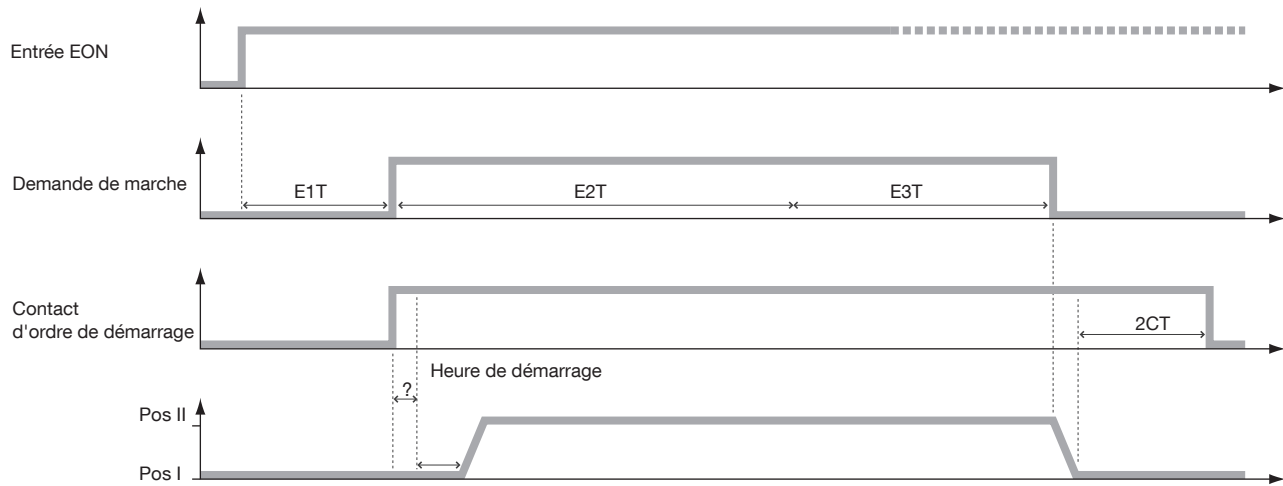 Entrée EON
Demande de marche
E1T
E2T
E3T
Contact
d'ordre de démarrage
2CT
Heure de démarrage
?
Pos II
Pos I